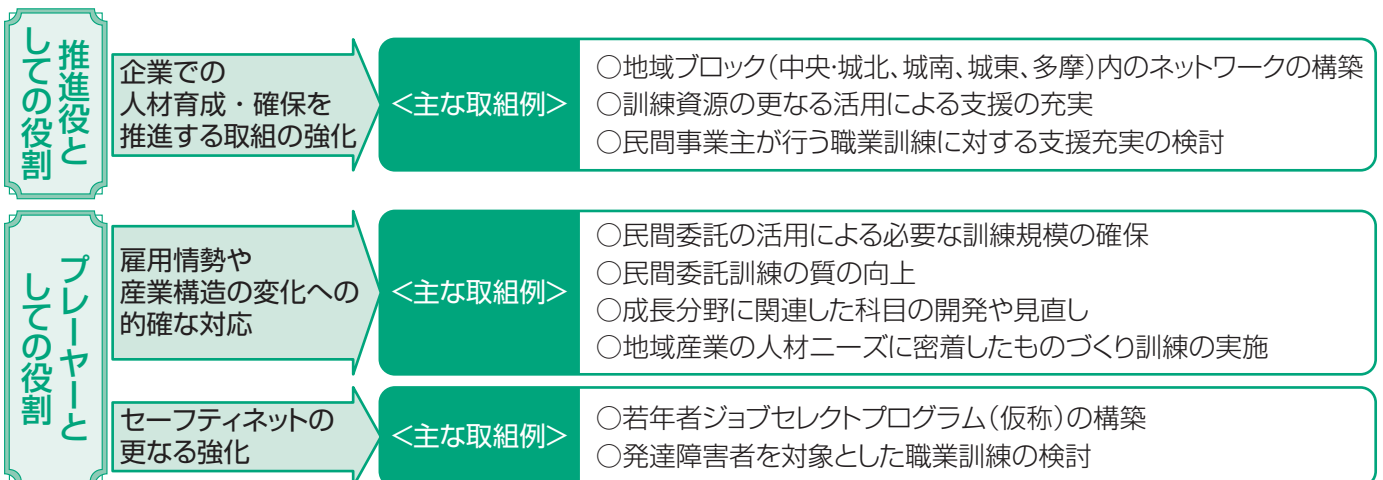 推進役と
しての役割
企業での
人材育成・確保を
推進する取組の強化
<主な取組例>
○地域ブロック(中央・城北、城南、城東、多摩)内のネットワークの構築
○訓練資源の更なる活用による支援の充実
○民間事業主が行う職業訓練に対する支援充実の検討
プレーヤーと
しての役割
雇用情勢や
産業構造の変化への
的確な対応
<主な取組例>
○民間委託の活用による必要な訓練規模の確保
○民間委託訓練の質の向上
○成長分野に関連した科目の開発や見直し
○地域産業の人材ニーズに密着したものづくり訓練の実施
セーフティネットの
更なる強化
<主な取組例>
○若年者ジョブセレクトプログラム(仮称)の構築
○発達障害者を対象とした職業訓練の検討